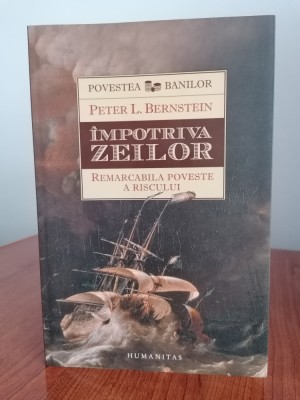 POVESTEA BANILOR
PETER L. BERNSTEIN
ÎMPOTRIVA
ZEILOR
REMARCABILA POVESTE
A RISCULUI
HUMANITAS